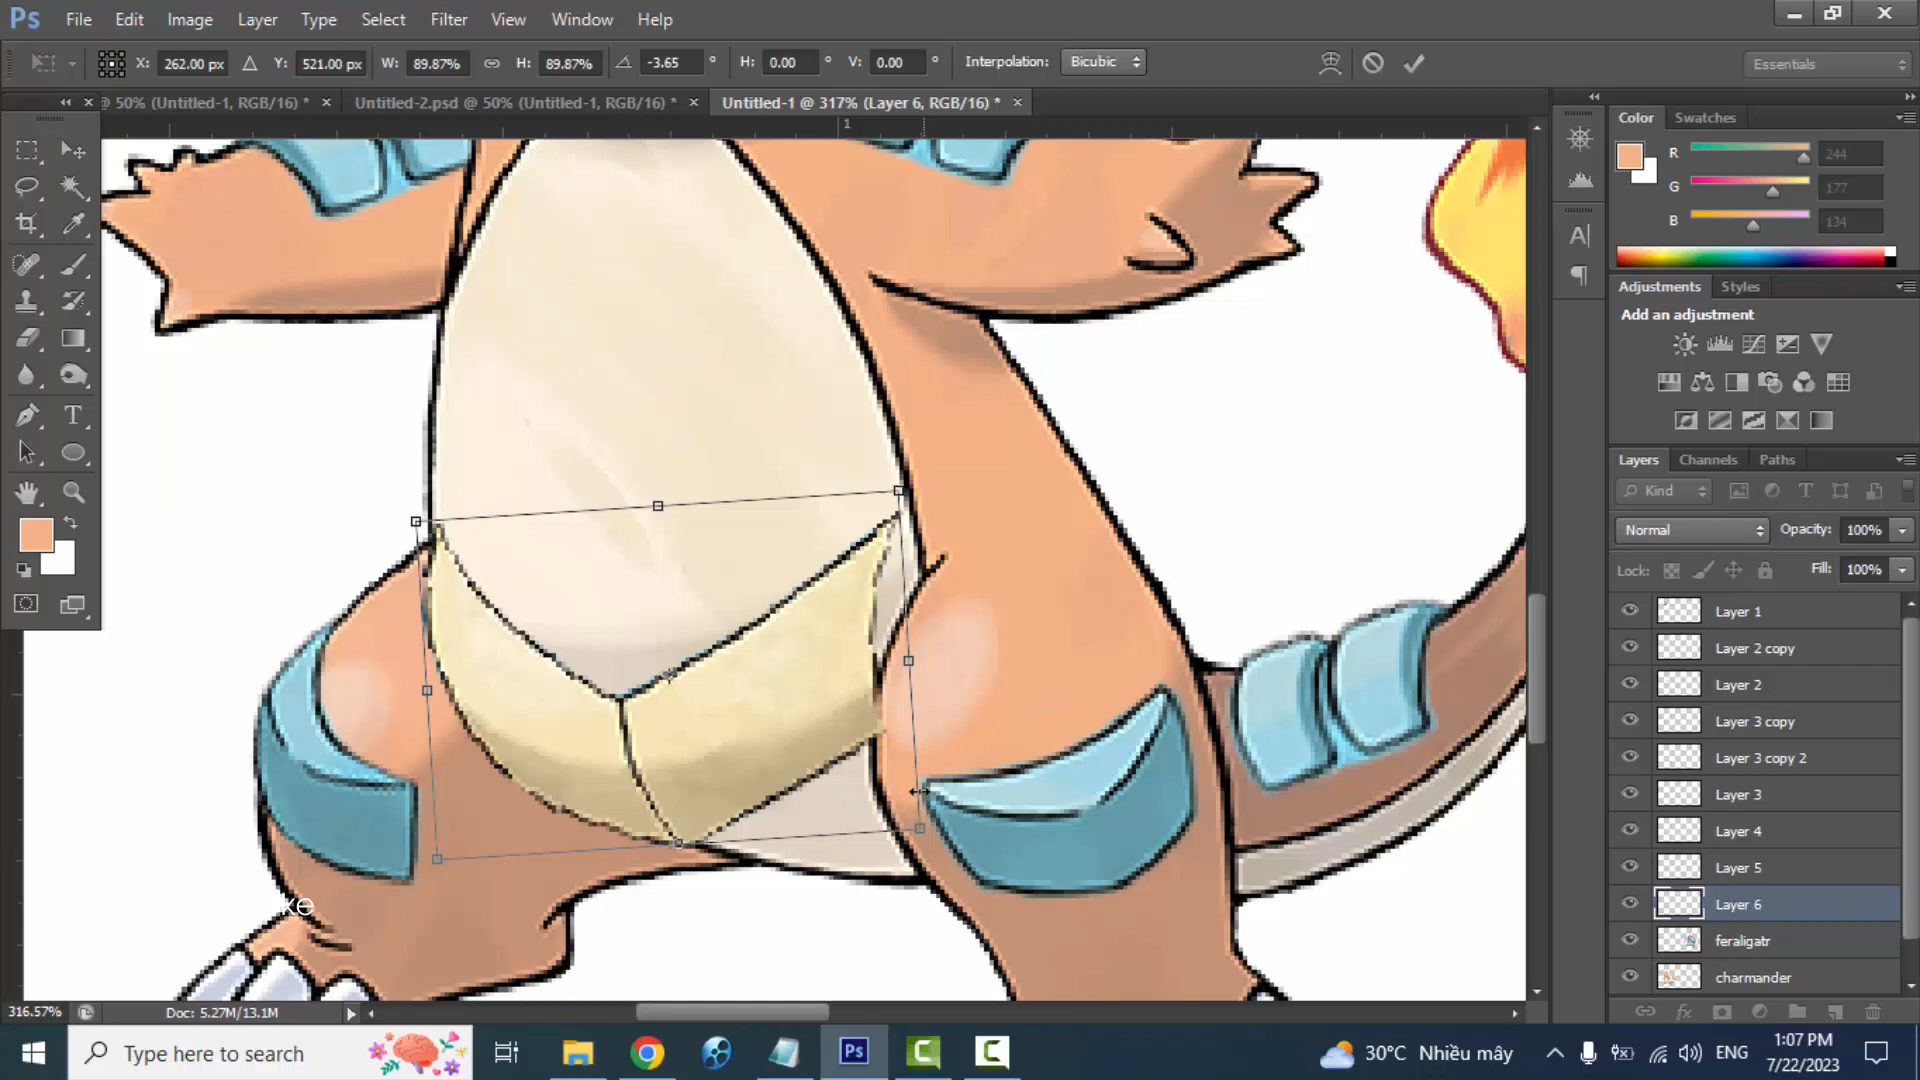 Ps File Edit Image Layer Type Select Filter View Window Help
X: 262.00 px Y: 521.00 px W: 89.87% H: 89.87% -3.65 ° H: 0.00 ° V: 0.00 ° Interpolation: Bicubic Essentials
@ 50% (Untitled-1, RGB/16) * × Untitled-2.psd @ 50% (Untitled-1, RGB/16) * × Untitled-1 @ 317% (Layer 6, RGB/16) * ×
1
Color Swatches
R 244
G 177
B 134
Adjustments Styles
Add an adjustment
Layers Channels Paths
Kind
Normal Opacity: 100%
Lock: Fill: 100%
Layer 1
Layer 2 copy
Layer 2
Layer 3 copy
Layer 3 copy 2
Layer 3
Layer 4
Layer 5
Layer 6
feraligatr
charmander
316.57% Doc: 5.27M/13.1M
Type here to search
Ps
30°C Nhiều mây
ENG
1:07 PM
7/22/2023